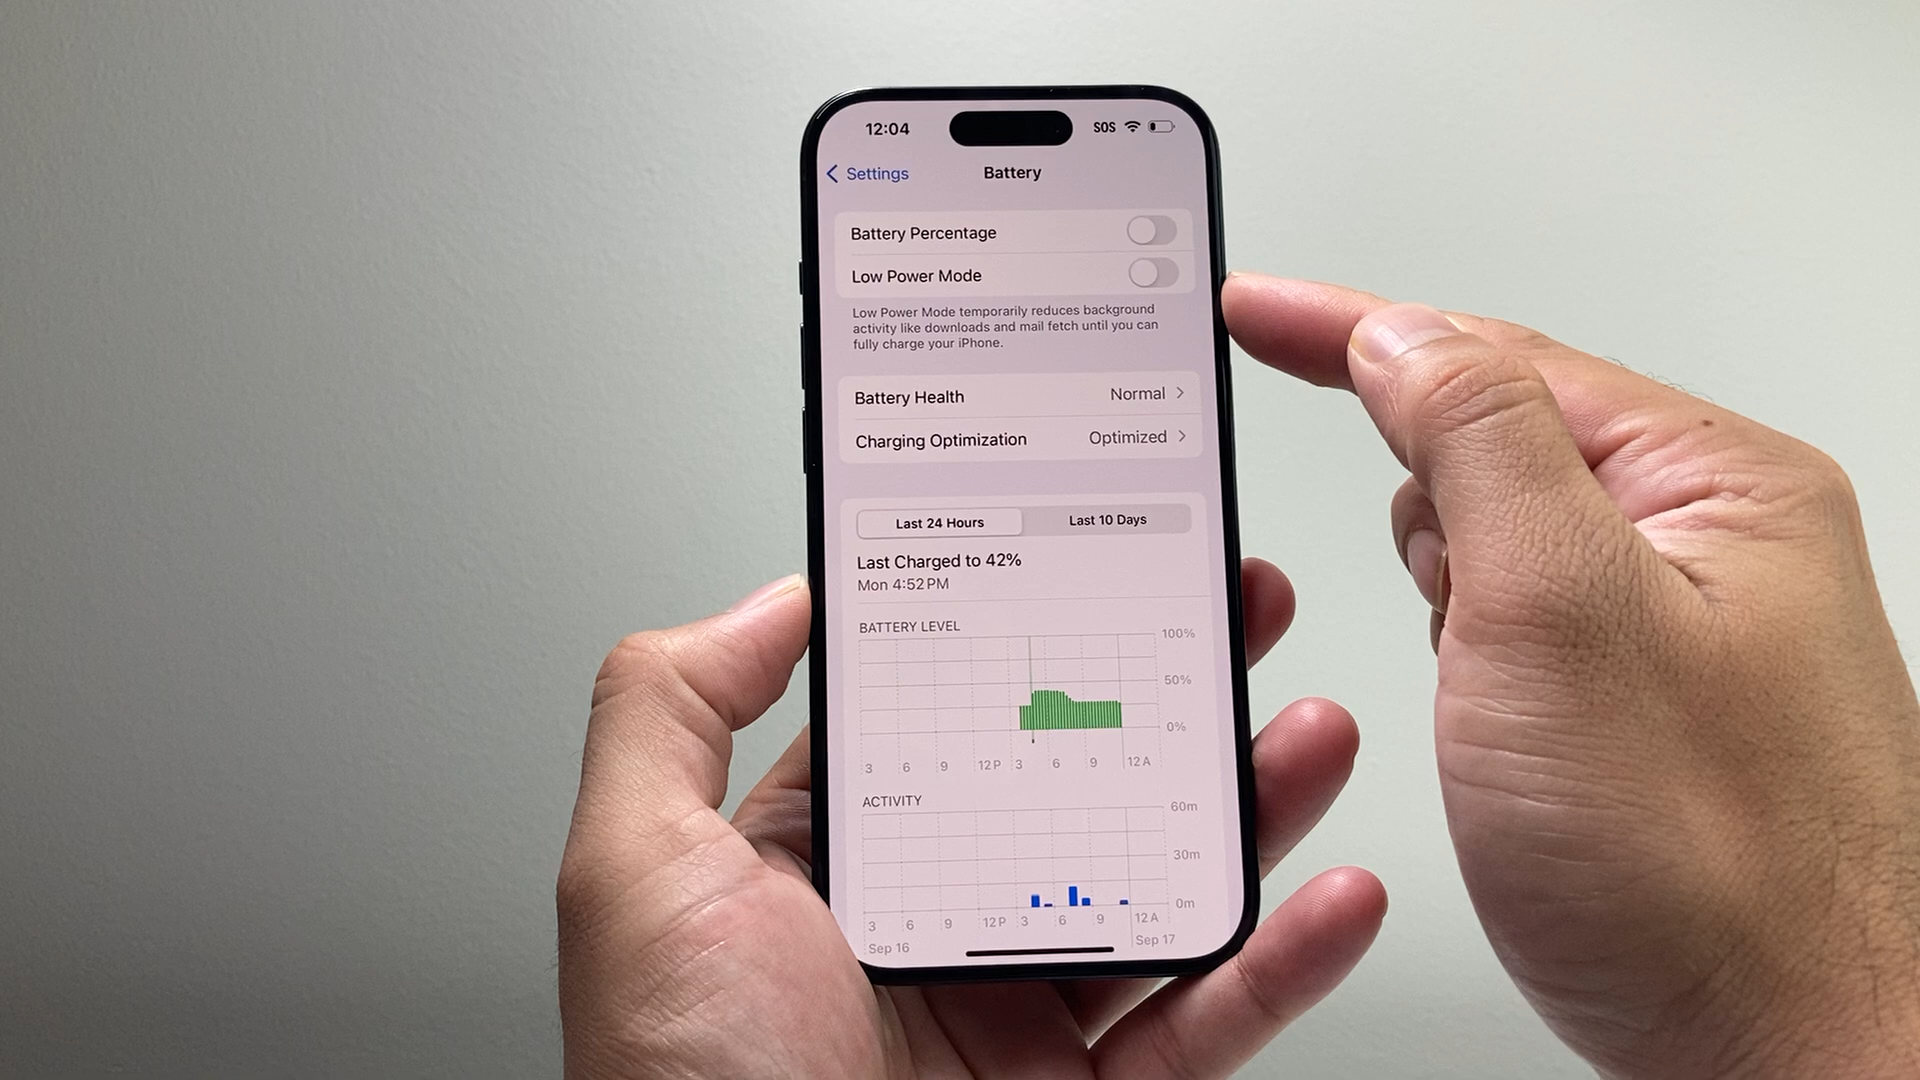 12:04
SOS
Settings
Battery
Battery Percentage
Low Power Mode
Low Power Mode temporarily reduces background
activity like downloads and mail fetch until you can
fully charge your iPhone.
Battery Health Normal
Charging Optimization Optimized
Last 24 Hours Last 10 Days
Last Charged to 42%
Mon 4:52 PM
BATTERY LEVEL
100%
50%
0%
3 6 9 12 P 3 6 9 12 A
ACTIVITY
60m
30m
0m
3 6 9 12 P 3 6 9 12 A
Sep 16 Sep 17